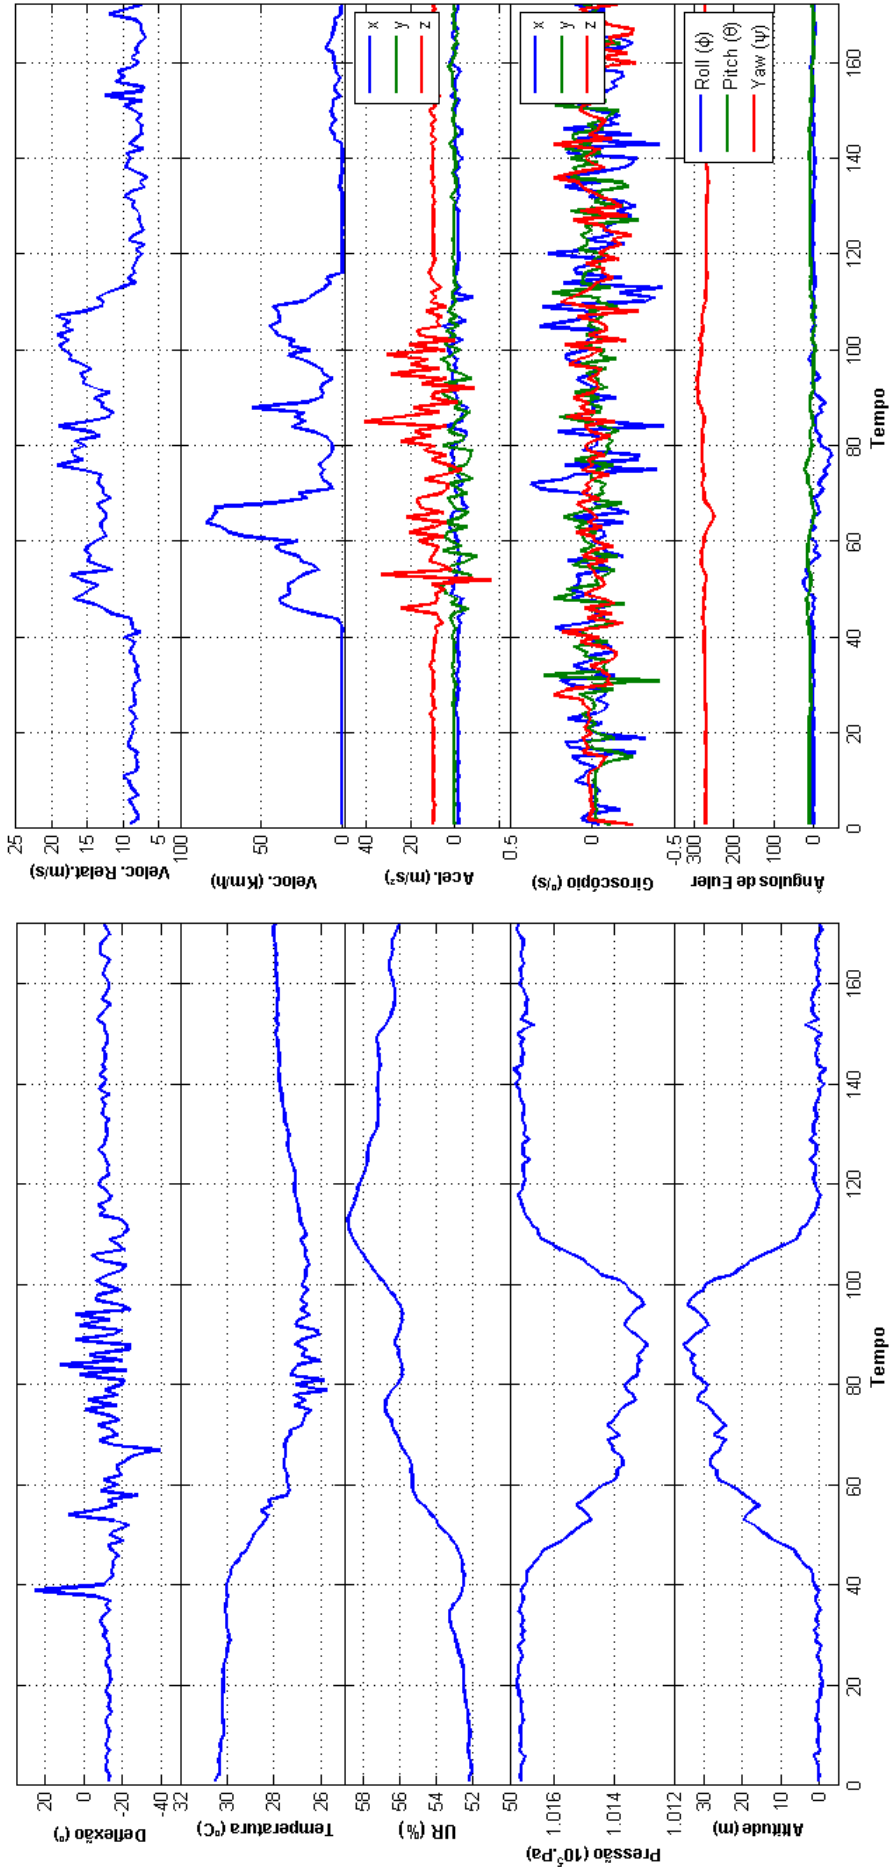 Deflexão (º)
20
0
-20
-40
Temperatura (ºC)
32
30
28
26
UR (%)
58
56
54
52
50
Pressão (10⁵.Pa)
1.016
1.014
1.012
Altitude (m)
30
20
10
0
0 20 40 60 80 100 120 140 160
Tempo
Veloc. Relat.(m/s)
25
20
15
10
5
Veloc. (Km/h)
100
50
0
Acel. (m/s²)
40
20
0
x
y
z
Giroscópio (º/s)
0.5
0
-0.5
x
y
z
Ângulos de Euler
300
200
100
0
Roll (ϕ)
Pitch (θ)
Yaw (ψ)
0 20 40 60 80 100 120 140 160
Tempo